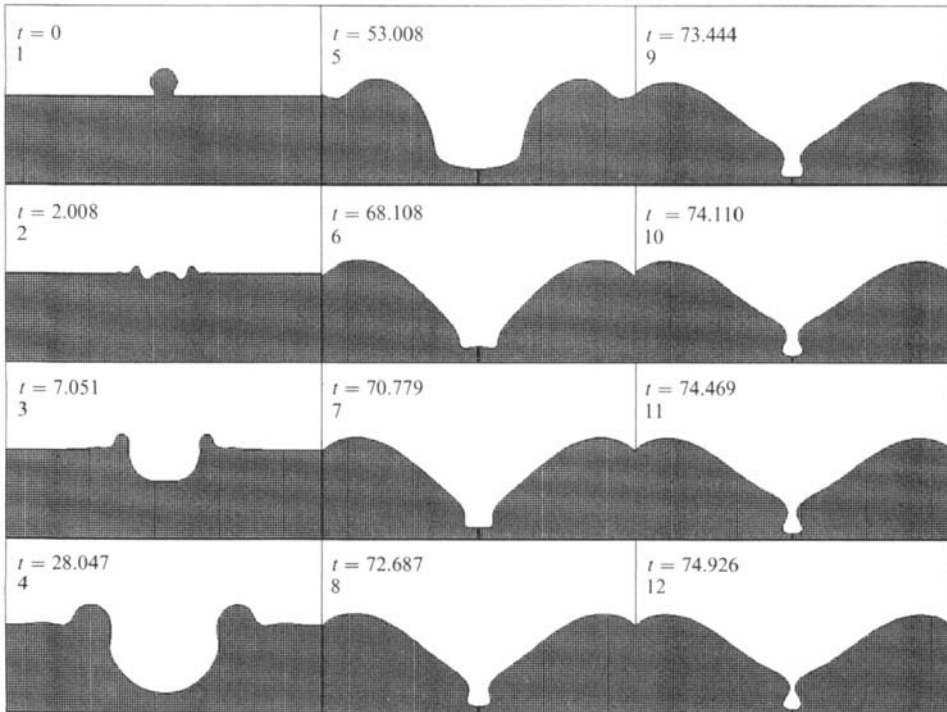 t = 0
1
t = 2.008
2
t = 7.051
3
t = 28.047
4
t = 53.008
5
t = 68.108
6
t = 70.779
7
t = 72.687
8
t = 73.444
9
t = 74.110
10
t = 74.469
11
t = 74.926
12